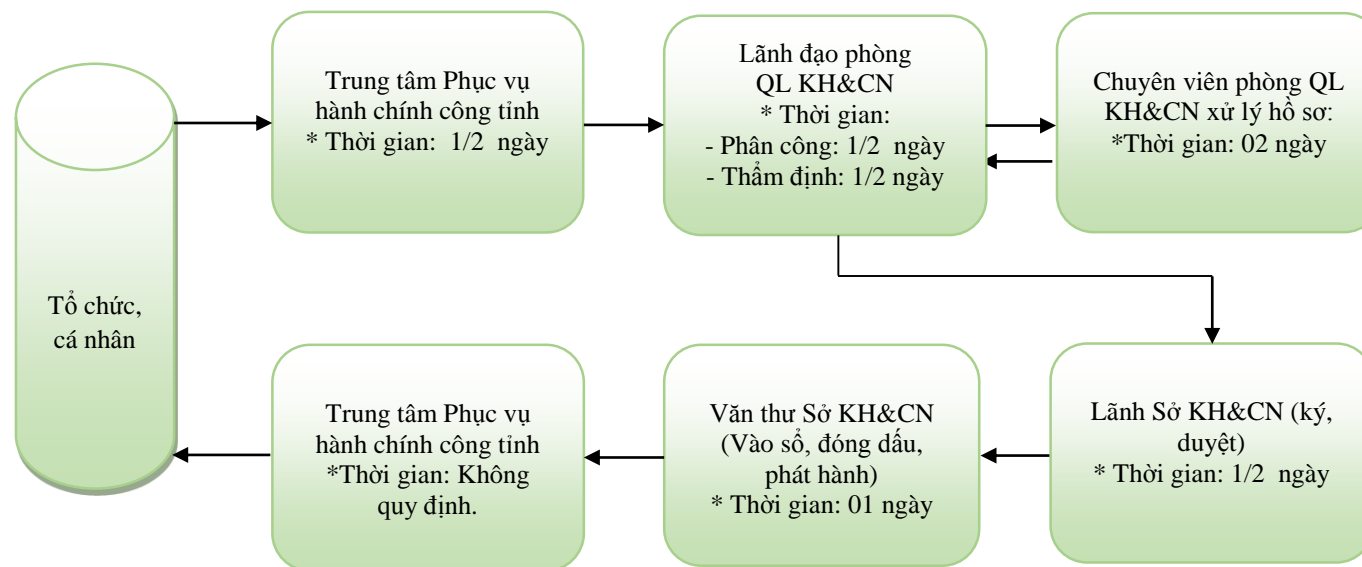 Tổ chức,
cá nhân
Trung tâm Phục vụ
hành chính công tỉnh
* Thời gian: 1/2 ngày
Lãnh đạo phòng
QL KH&CN
* Thời gian:
- Phân công: 1/2 ngày
- Thẩm định: 1/2 ngày
Chuyên viên phòng QL
KH&CN xử lý hồ sơ:
*Thời gian: 02 ngày
Lãnh Sở KH&CN (ký,
duyệt)
* Thời gian: 1/2 ngày
Văn thư Sở KH&CN
(Vào sổ, đóng dấu,
phát hành)
* Thời gian: 01 ngày
Trung tâm Phục vụ
hành chính công tỉnh
*Thời gian: Không
quy định.